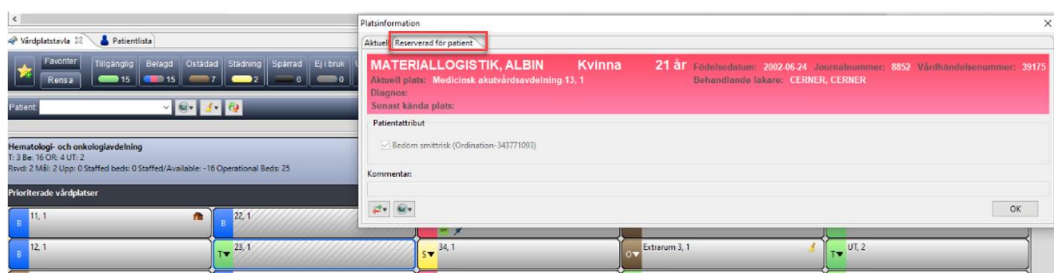 Platsinformation
Vårdplatstavla Patientlista
Aktuell Reserverad för patient
Favoriter Tillgänglig Belagd Ostädad Städning Spärrad Ej i bruk
Rensa 15 15 7 2 0 0
MATERIALLOGISTIK, ALBIN Kvinna 21 år Födelsedatum: 2002-06-24 Journalnummer: 8852 Vårdhändelsenummer: 39175
Aktuell plats: Medicinsk akutvårdsavdelning 13, 1 Behandlande läkare: CERNER, CERNER
Diagnos:
Senast kända plats:
Patient:
Patientattribut
Bedöm smittrisk (Ordination-343771093)
Hematologi- och onkologiavdelning
T: 3 Be: 16 OR: 4 UT: 2
Rsvd: 2 Mål: 2 Upp: 0 Staffed beds: 0 Staffed/Available: -16 Operational Beds: 25
Kommentar:
Prioriterade vårdplatser
OK
B 11, 1 B 22, 1
B 12, 1 T 23, 1 S 34, 1 O Extrarum 3, 1 T UT, 2